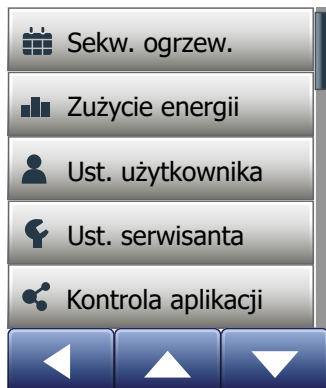 Sekw. ogrzew.
Zużycie energii
Ust. użytkownika
Ust. serwisanta
Kontrola aplikacji